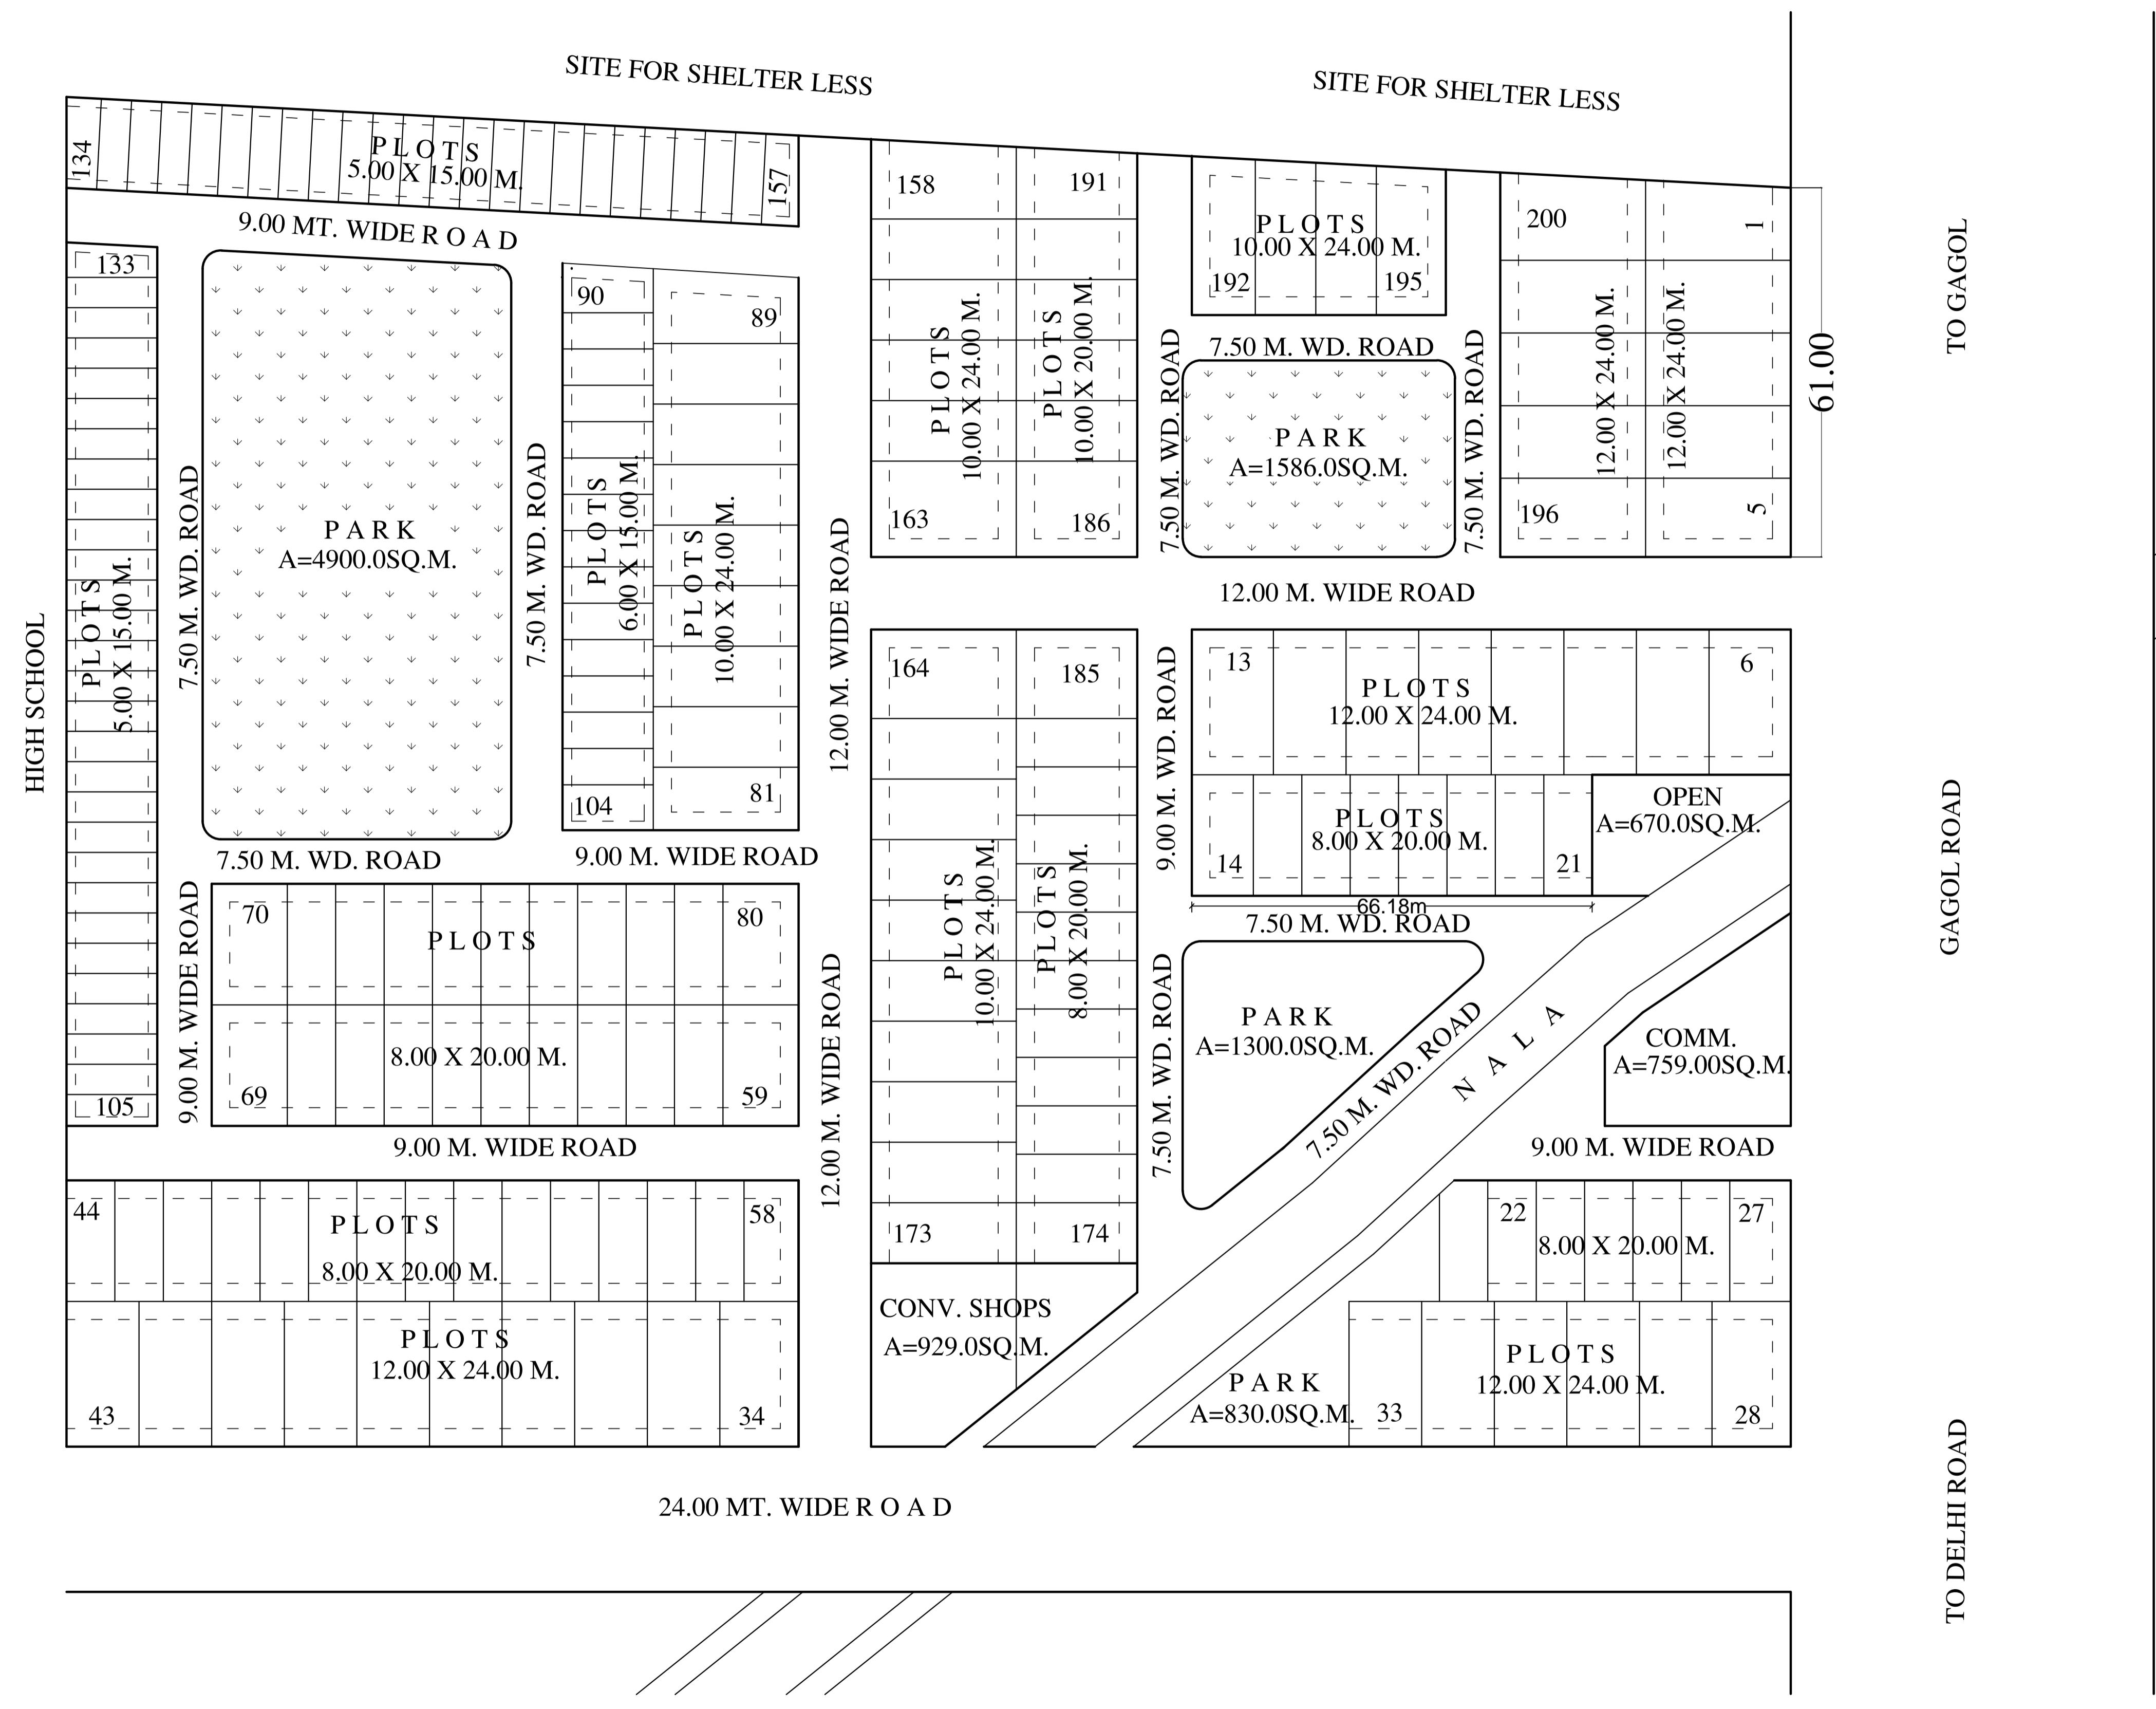 SITE FOR SHELTER LESS
SITE FOR SHELTER LESS
134
P L O T S
5.00 X 15.00 M.
157
9.00 MT. WIDE R O A D
158
191
P L O T S
10.00 X 24.00 M.
192
195
200
1
TO GAGOL
133
90
89
P L O T S
10.00 X 24.00 M.
P L O T S
10.00 X 20.00 M.
7.50 M. WD. ROAD
7.50 M. WD. ROAD
7.50 M. WD. ROAD
12.00 X 24.00 M.
12.00 X 24.00 M.
61.00
P A R K
A=1586.0SQ.M.
7.50 M. WD. ROAD
P A R K
A=4900.0SQ.M.
7.50 M. WD. ROAD
P L O T S
6.00 X 15.00 M.
P L O T S
10.00 X 24.00 M.
12.00 M. WIDE ROAD
163
186
196
5
12.00 M. WIDE ROAD
HIGH SCHOOL
P L O T S
5.00 X 15.00 M.
164
185
9.00 M. WD. ROAD
13
6
P L O T S
12.00 X 24.00 M.
104
81
P L O T S
8.00 X 20.00 M.
14
21
OPEN
A=670.0SQ.M.
GAGOL ROAD
7.50 M. WD. ROAD
9.00 M. WIDE ROAD
66.18m
7.50 M. WD. ROAD
9.00 M. WIDE ROAD
70
80
P L O T S
8.00 X 20.00 M.
69
59
12.00 M. WIDE ROAD
P L O T S
10.00 X 24.00 M.
P L O T S
8.00 X 20.00 M.
7.50 M. WD. ROAD
P A R K
A=1300.0SQ.M.
7.50 M. WD. ROAD
N A L A
COMM.
A=759.00SQ.M.
105
9.00 M. WIDE ROAD
9.00 M. WIDE ROAD
44
P L O T S
58
8.00 X 20.00 M.
173
174
22
27
8.00 X 20.00 M.
CONV. SHOPS
A=929.0SQ.M.
P L O T S
12.00 X 24.00 M.
43
34
P A R K
A=830.0SQ.M.
P L O T S
12.00 X 24.00 M.
33
28
24.00 MT. WIDE R O A D
TO DELHI ROAD